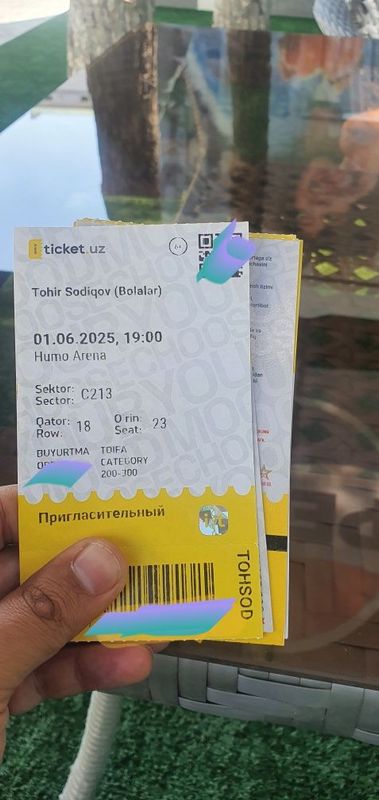 iticket.uz
6+
Tohir Sodiqov (Bolalar)
01.06.2025, 19:00
Humo Arena
Sektor:
Sector: C213
Qator: O'rin:
Row: 18 Seat: 23
BUYURTMA TOIFA
CATEGORY
200-300
Пригласительный
TOHSOD